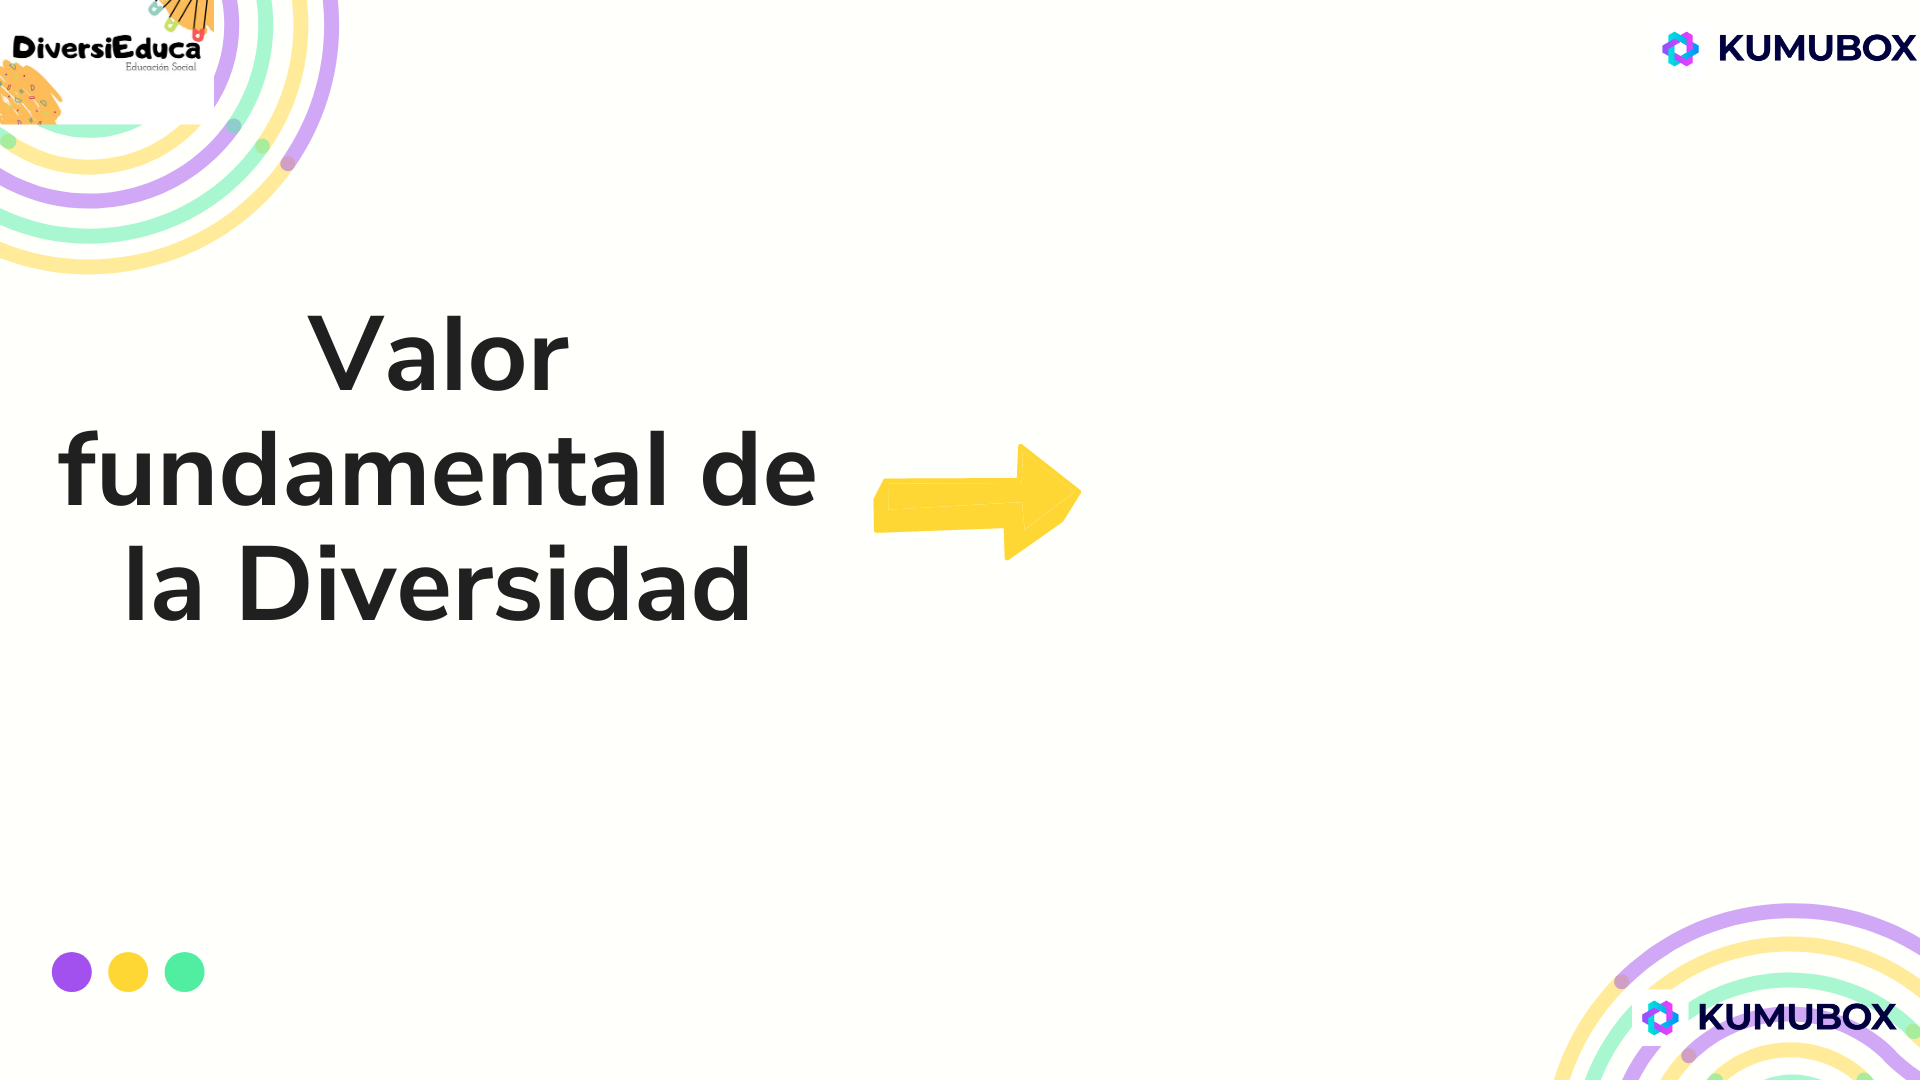 DiversiEduca
Educación Social
KUMUBOX
Valor
fundamental de
la Diversidad
KUMUBOX